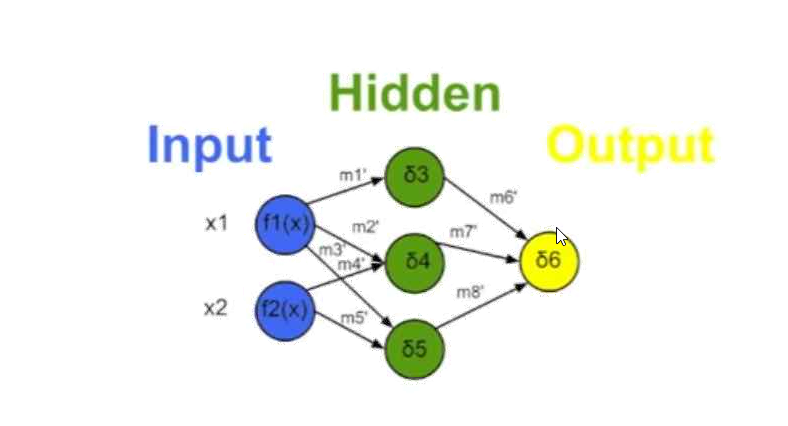 Hidden
Input
Output
m1'
δ3
m6'
x1
f1(x)
m2'
m7'
m3'
m4'
δ4
δ6
x2
f2(x)
m8'
m5'
δ5